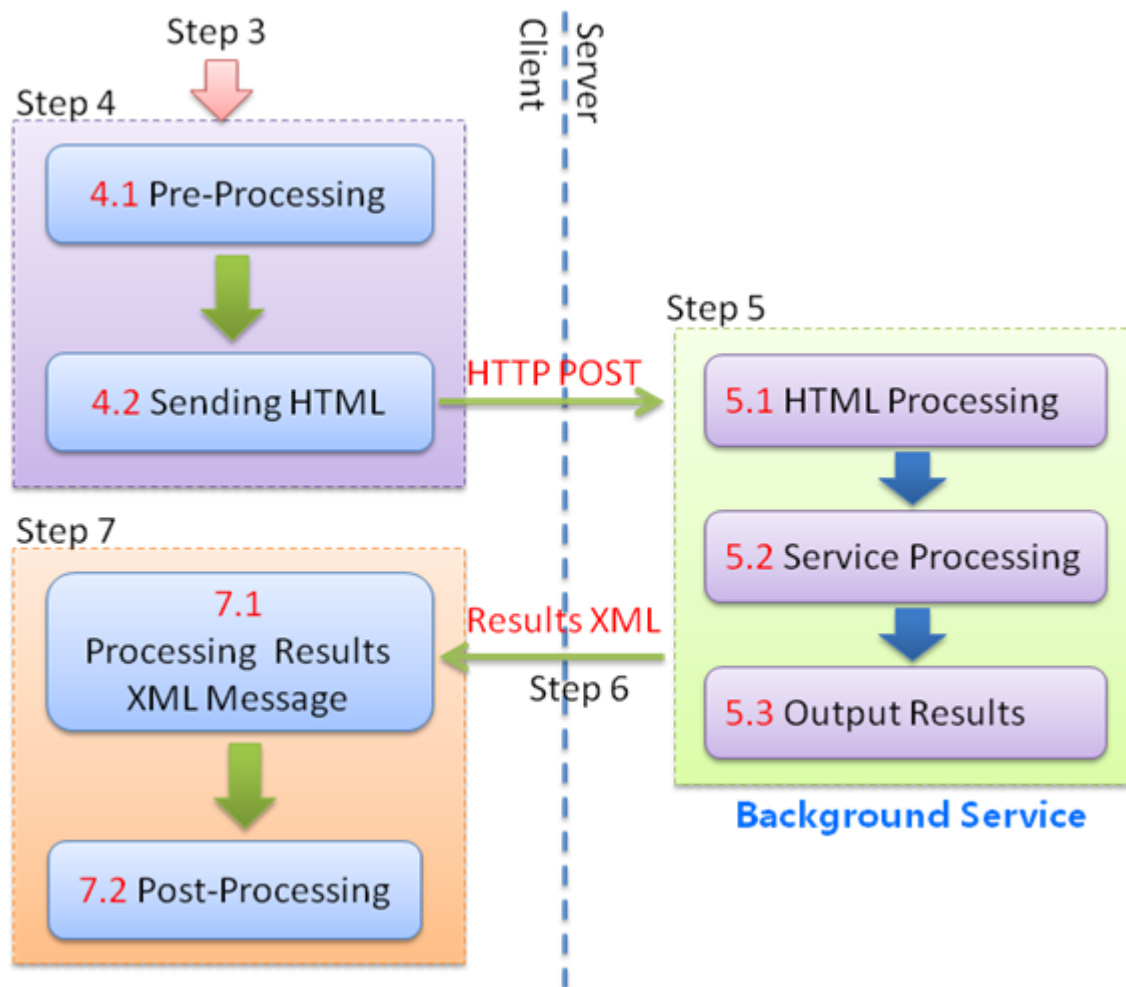 Step 3
Client
Server
Step 4
4.1 Pre-Processing
4.2 Sending HTML
HTTP POST
Step 5
5.1 HTML Processing
5.2 Service Processing
5.3 Output Results
Background Service
Results XML
Step 6
Step 7
7.1
Processing Results
XML Message
7.2 Post-Processing